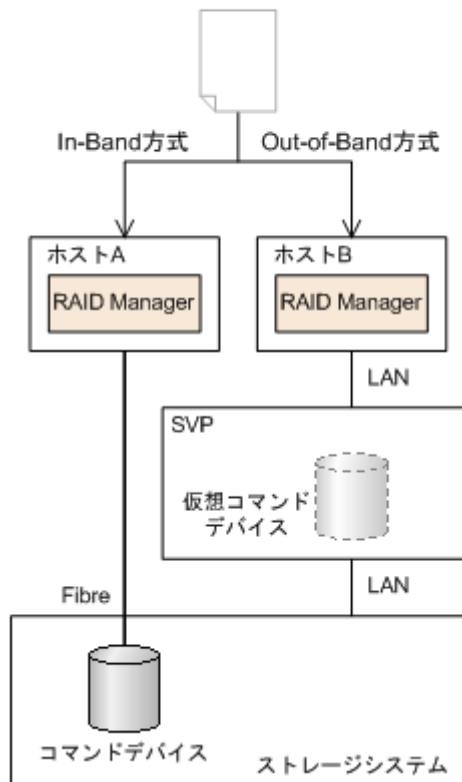 In-Band方式
Out-of-Band方式
ホストA
RAID Manager
ホストB
RAID Manager
LAN
SVP
仮想コマンド
デバイス
LAN
Fibre
コマンドデバイス
ストレージシステム